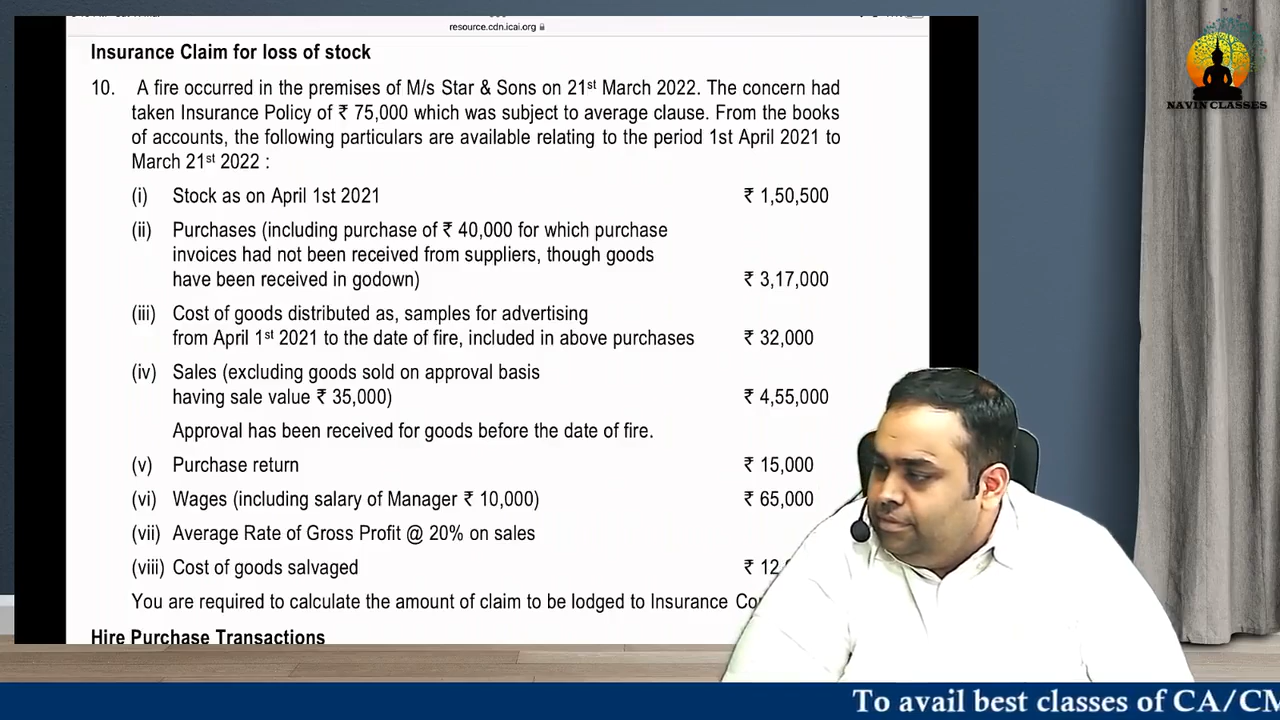 resource.cdn.icai.org
Insurance Claim for loss of stock
10. A fire occurred in the premises of M/s Star & Sons on 21st March 2022. The concern had
taken Insurance Policy of ₹ 75,000 which was subject to average clause. From the books
of accounts, the following particulars are available relating to the period 1st April 2021 to
March 21st 2022 :
(i) Stock as on April 1st 2021 ₹ 1,50,500
(ii) Purchases (including purchase of ₹ 40,000 for which purchase
invoices had not been received from suppliers, though goods
have been received in godown) ₹ 3,17,000
(iii) Cost of goods distributed as, samples for advertising
from April 1st 2021 to the date of fire, included in above purchases ₹ 32,000
(iv) Sales (excluding goods sold on approval basis
having sale value ₹ 35,000) ₹ 4,55,000
Approval has been received for goods before the date of fire.
(v) Purchase return ₹ 15,000
(vi) Wages (including salary of Manager ₹ 10,000) ₹ 65,000
(vii) Average Rate of Gross Profit @ 20% on sales
(viii) Cost of goods salvaged ₹ 12
You are required to calculate the amount of claim to be lodged to Insurance
Hire Purchase Transactions
NAVIN CLASSES
To avail best classes of CA/CM